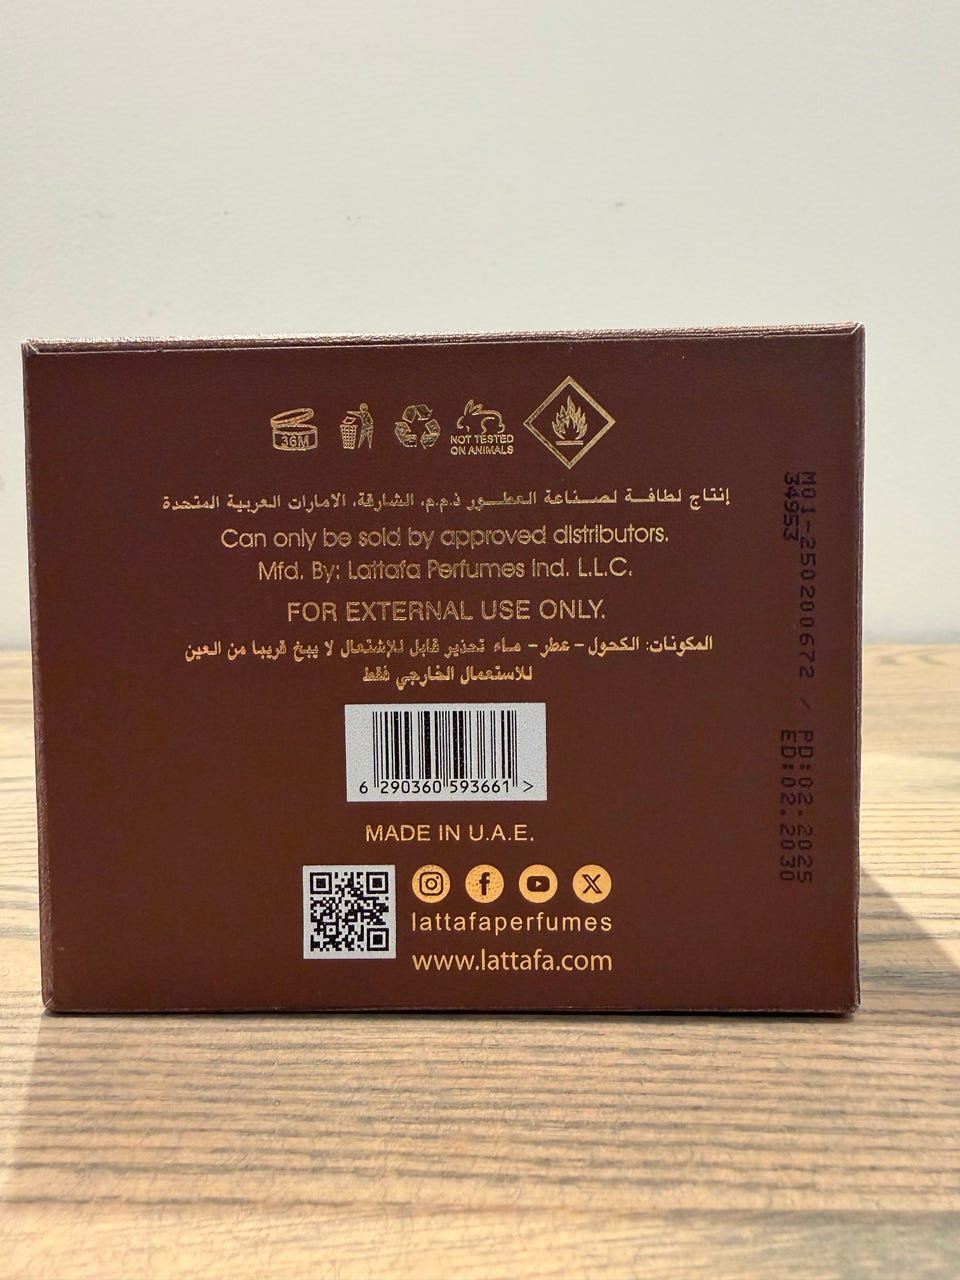 36M
NOT TESTED
ON ANIMALS
إنتاج لطافة لصناعة العطور ذ.م.م. الشارقة. الامارات العربية المتحدة
Can only be sold by approved distributors.
Mfd. By: Lattafa Perfumes Ind. L.L.C.
FOR EXTERNAL USE ONLY.
المكونات: الكحول - عطر - ماء تحذير قابل للإشتعال لا يبخ قريبا من العين
للاستعمال الخارجي فقط
6 290360 593661 >
MADE IN U.A.E.
lattafaperfumes
www.lattafa.com
M01-250200672 / PD:02.2025
34953 ED:02.2030